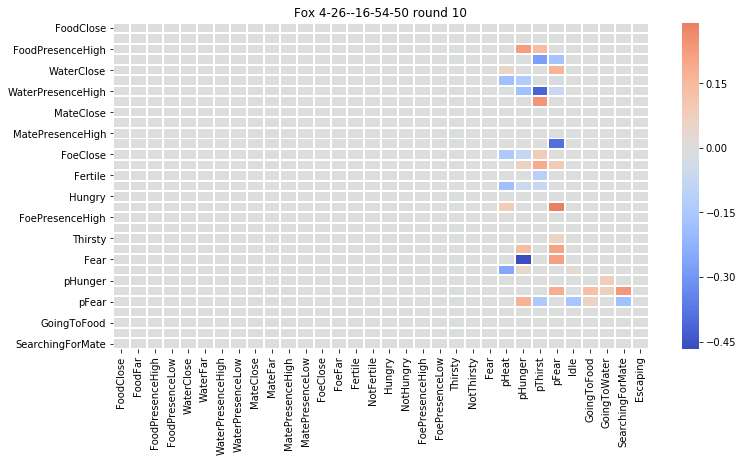 Fox 4-26--16-54-50 round 10
FoodClose
FoodPresenceHigh
WaterClose
WaterPresenceHigh
MateClose
MatePresenceHigh
FoeClose
Fertile
Hungry
FoePresenceHigh
Thirsty
Fear
pHunger
pFear
GoingToFood
SearchingForMate
FoodClose
FoodFar
FoodPresenceHigh
FoodPresenceLow
WaterClose
WaterFar
WaterPresenceHigh
WaterPresenceLow
MateClose
MateFar
MatePresenceHigh
MatePresenceLow
FoeClose
FoeFar
Fertile
NotFertile
Hungry
NotHungry
FoePresenceHigh
FoePresenceLow
Thirsty
NotThirsty
Fear
pHeat
pHunger
pThirst
pFear
Idle
GoingToFood
GoingToWater
SearchingForMate
Escaping
0.15
0.00
−0.15
−0.30
−0.45